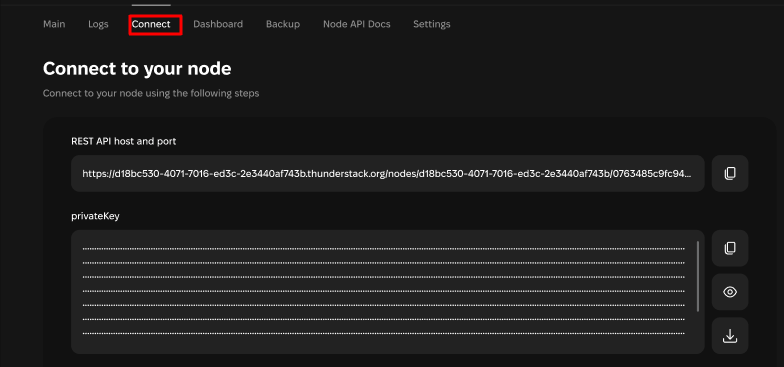 Main Logs Connect Dashboard Backup Node API Docs Settings
Connect to your node
Connect to your node using the following steps
REST API host and port
https://d18bc530-4071-7016-ed3c-2e3440af743b.thunderstack.org/nodes/d18bc530-4071-7016-ed3c-2e3440af743b/0763485c9fc94...
privateKey